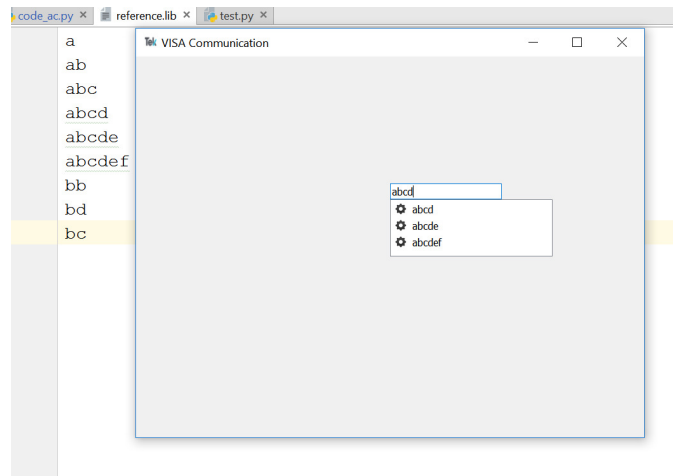 code_ac.py × reference.lib × test.py ×
a
ab
abc
abcd
abcde
abcdef
bb
bd
bc
Tek VISA Communication
abcd
abcd
abcde
abcdef